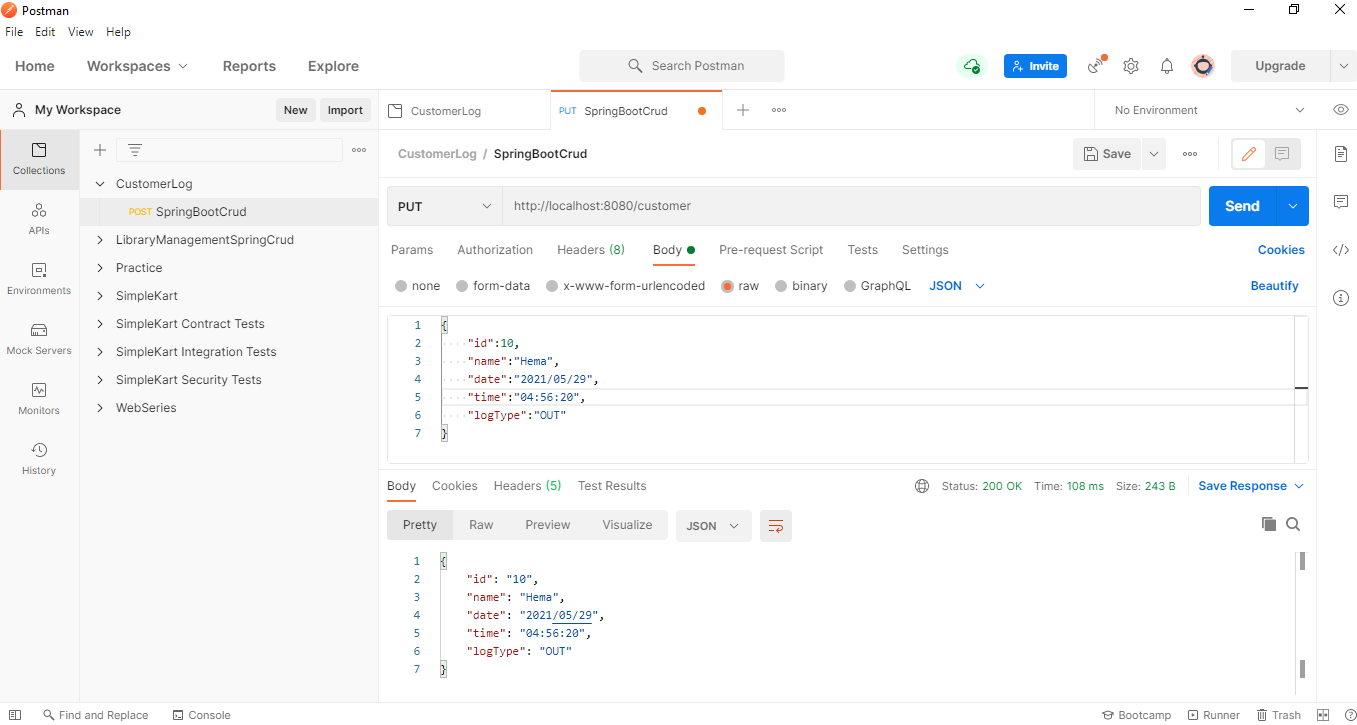 Postman
File Edit View Help
Home Workspaces Reports Explore Search Postman Invite Upgrade
My Workspace New Import
CustomerLog PUT SpringBootCrud No Environment
Collections
APIs
Environments
Mock Servers
Monitors
History
CustomerLog
POST SpringBootCrud
LibraryManagementSpringCrud
Practice
SimpleKart
SimpleKart Contract Tests
SimpleKart Integration Tests
SimpleKart Security Tests
WebSeries
CustomerLog / SpringBootCrud Save
PUT http://localhost:8080/customer Send
Params Authorization Headers (8) Body Pre-request Script Tests Settings Cookies
none form-data x-www-form-urlencoded raw binary GraphQL JSON Beautify
1 {
2 "id":10,
3 "name":"Hema",
4 "date":"2021/05/29",
5 "time":"04:56:20",
6 "logType":"OUT"
7 }
Body Cookies Headers (5) Test Results Status: 200 OK Time: 108 ms Size: 243 B Save Response
Pretty Raw Preview Visualize JSON
1 {
2 "id": "10",
3 "name": "Hema",
4 "date": "2021/05/29",
5 "time": "04:56:20",
6 "logType": "OUT"
7 }
Find and Replace Console Bootcamp Runner Trash